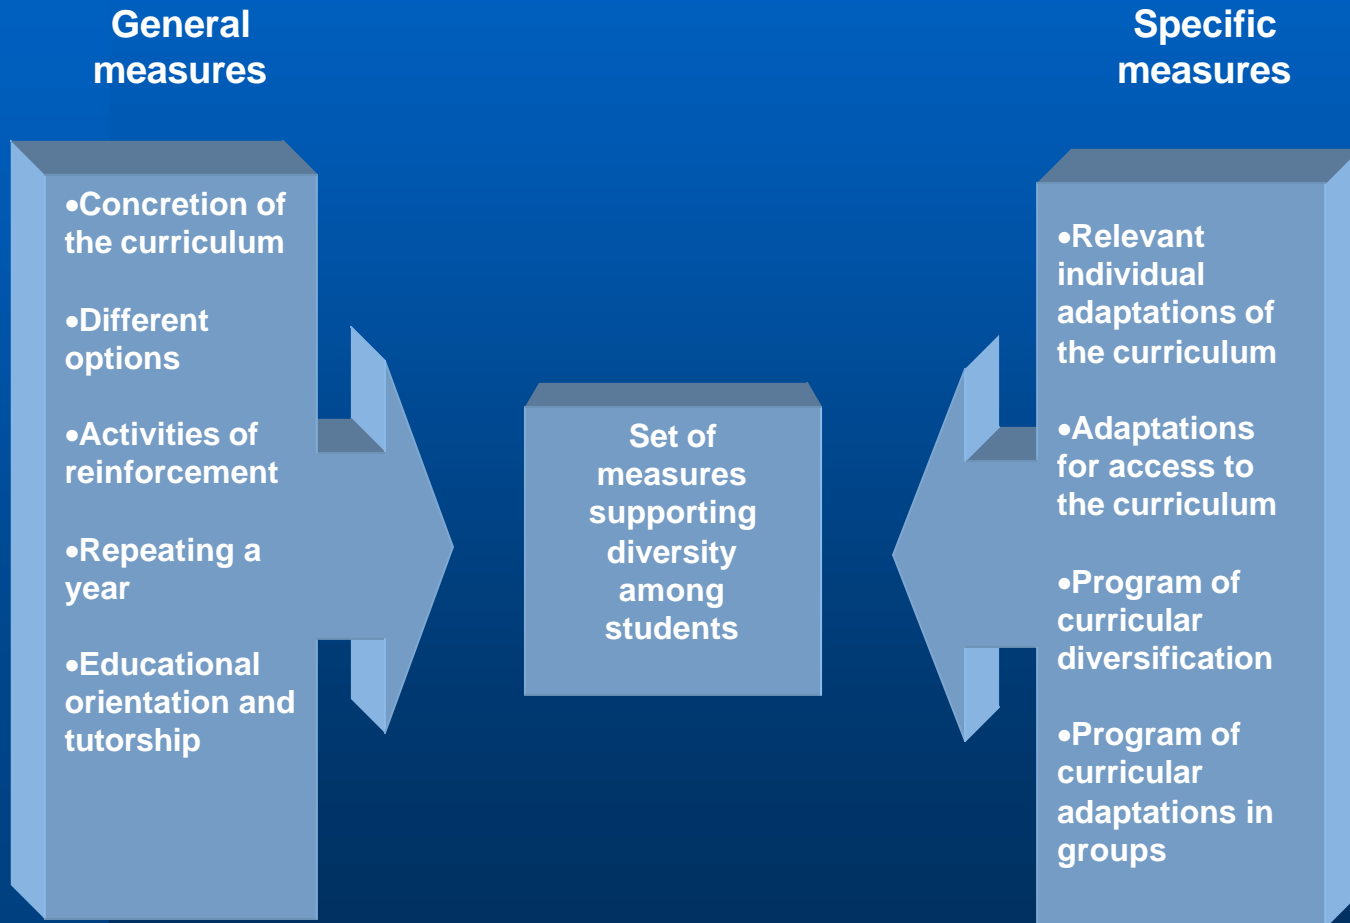 General
measures
•Concretion of
the curriculum
•Different
options
•Activities of
reinforcement
•Repeating a
year
•Educational
orientation and
tutorship
Set of
measures
supporting
diversity
among
students
Specific
measures
•Relevant
individual
adaptations of
the curriculum
•Adaptations
for access to
the curriculum
•Program of
curricular
diversification
•Program of
curricular
adaptations in
groups